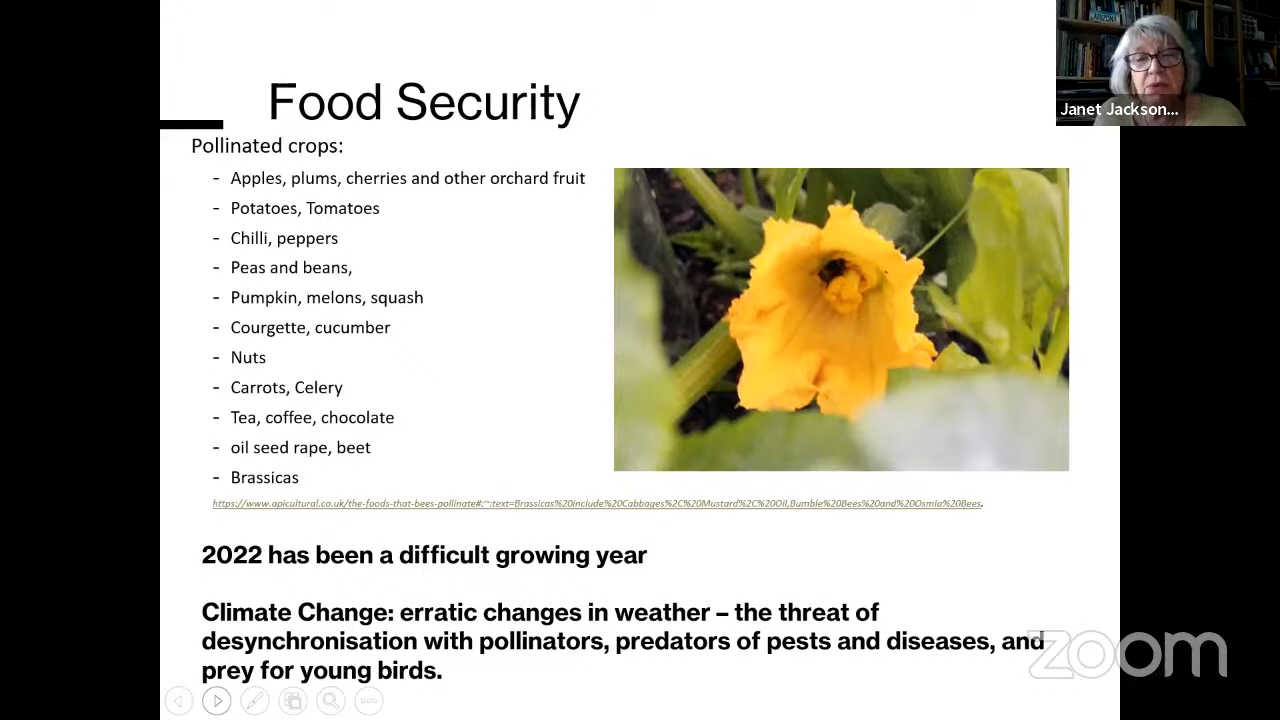 Food Security
Janet Jackson...
Pollinated crops:
- Apples, plums, cherries and other orchard fruit
- Potatoes, Tomatoes
- Chilli, peppers
- Peas and beans,
- Pumpkin, melons, squash
- Courgette, cucumber
- Nuts
- Carrots, Celery
- Tea, coffee, chocolate
- oil seed rape, beet
- Brassicas
https://www.apicultural.co.uk/the-foods-that-bees-pollinate#:~:text=Brassicas%20include%20Cabbages%2C%20Mustard%2C%20Oil,Bumble%20Bees%20and%20Osmia%20Bees.
2022 has been a difficult growing year
Climate Change: erratic changes in weather – the threat of
desynchronisation with pollinators, predators of pests and diseases, and
prey for young birds.
zoom